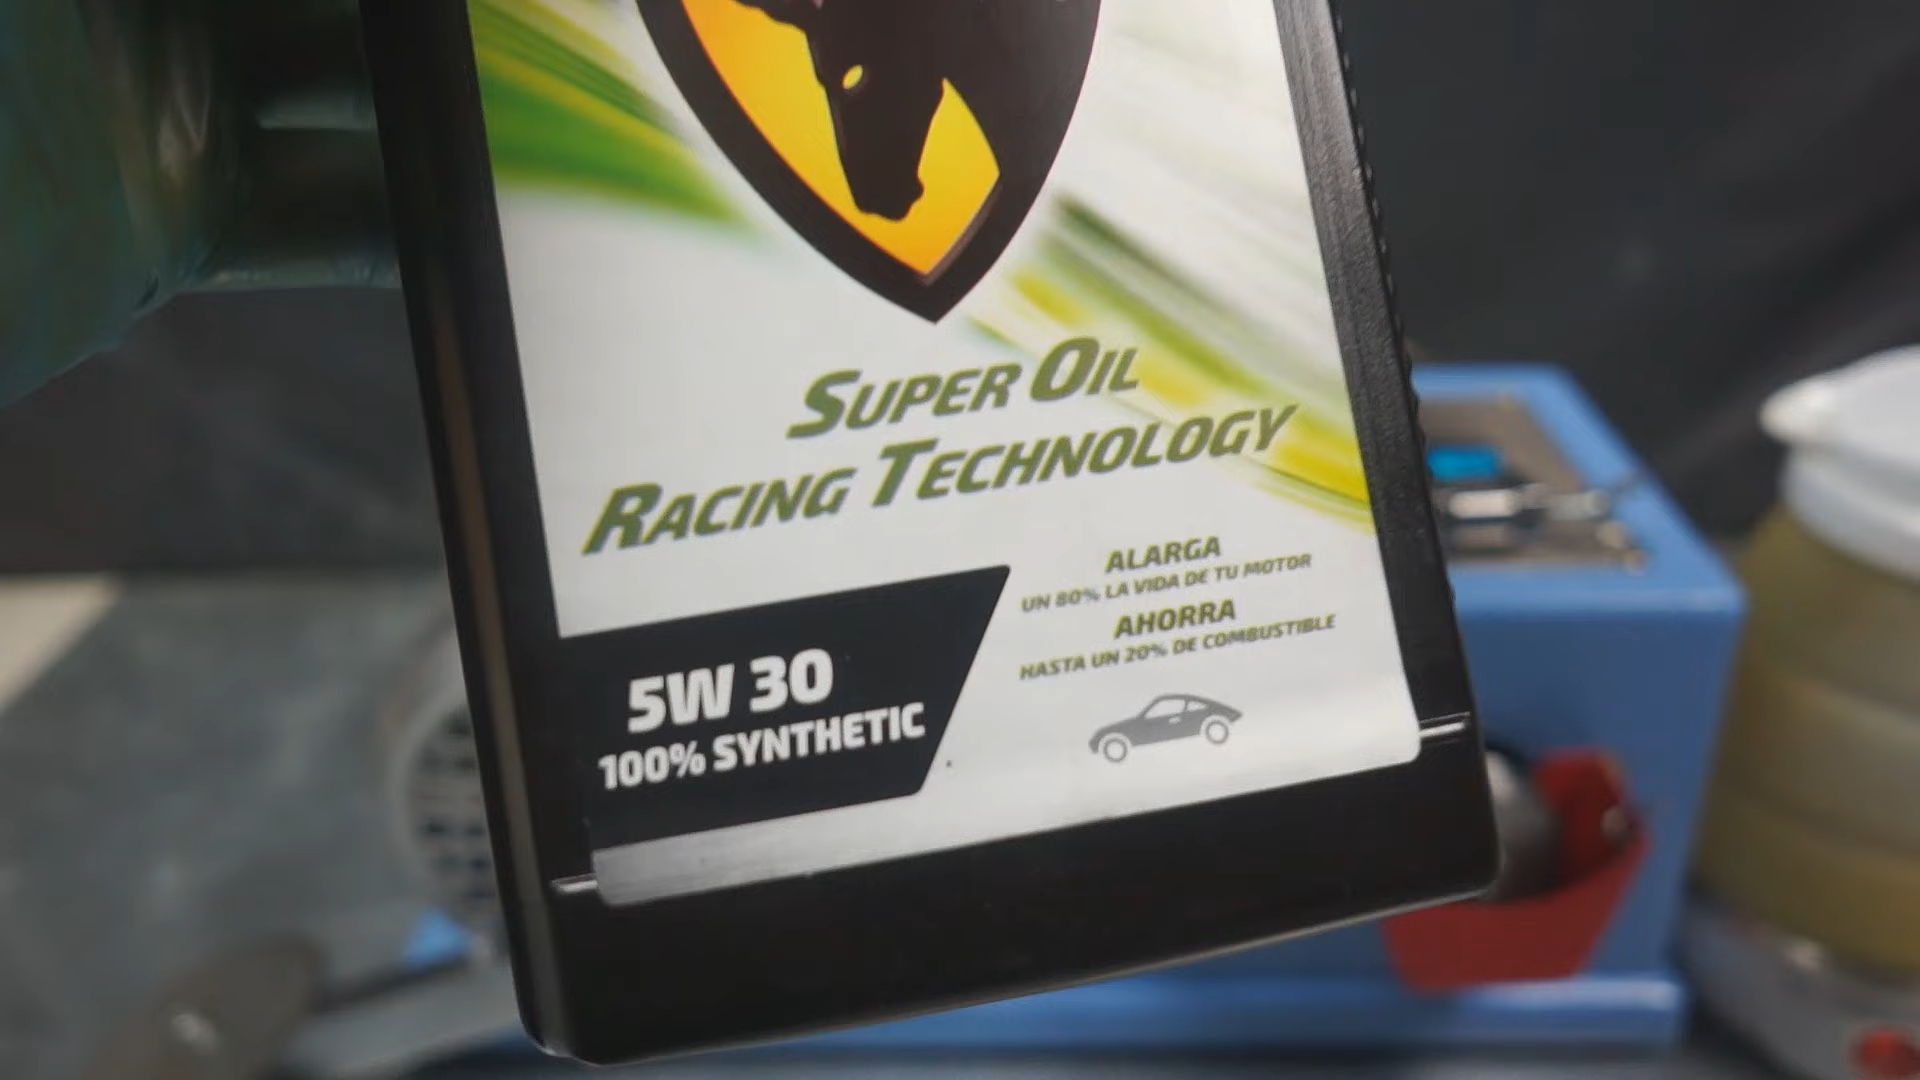 SUPER OIL
RACING TECHNOLOGY
ALARGA
UN 80% LA VIDA DE TU MOTOR
AHORRA
HASTA UN 20% DE COMBUSTIBLE
5W 30
100% SYNTHETIC